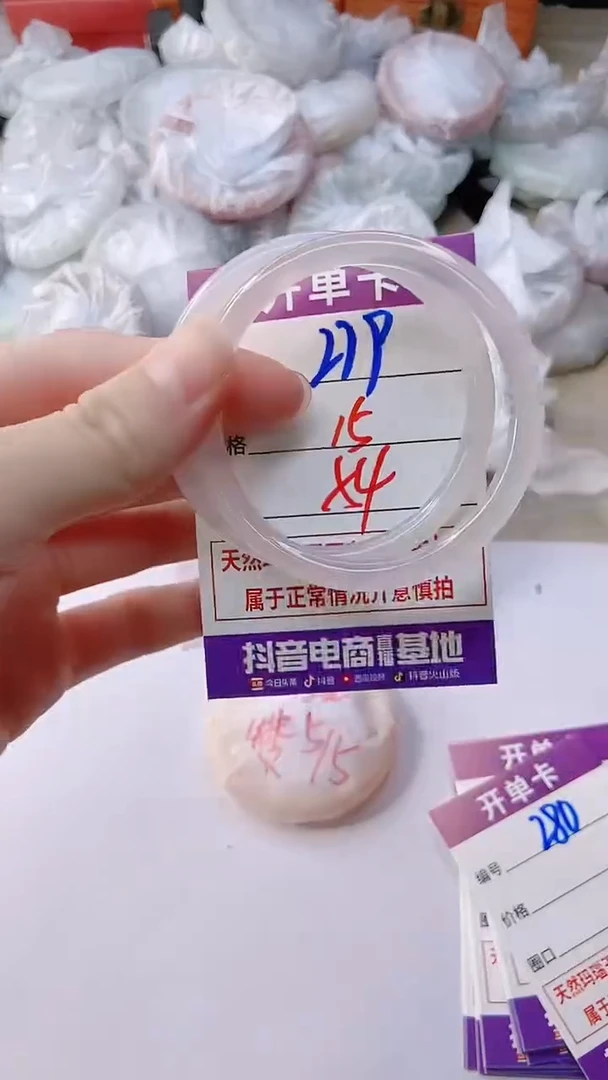 开单卡
格
15
X4
天然
属于正常情况介意慎拍
抖音电商直播基地
今日头条 抖音 西瓜视频 抖音火山版
5/5
开单卡
280
编号
价格
圈口
天然玛瑙
属于